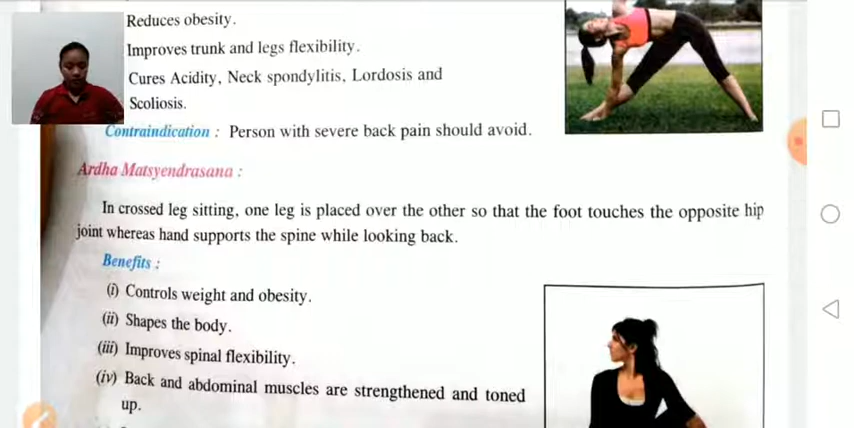 Reduces obesity.
Improves trunk and legs flexibility.
Cures Acidity, Neck spondylitis, Lordosis and
Scoliosis.
Contraindication : Person with severe back pain should avoid.
Ardha Matsyendrasana :
In crossed leg sitting, one leg is placed over the other so that the foot touches the opposite hip
joint whereas hand supports the spine while looking back.
Benefits :
(i) Controls weight and obesity.
(ii) Shapes the body.
(iii) Improves spinal flexibility.
(iv) Back and abdominal muscles are strengthened and toned
up.